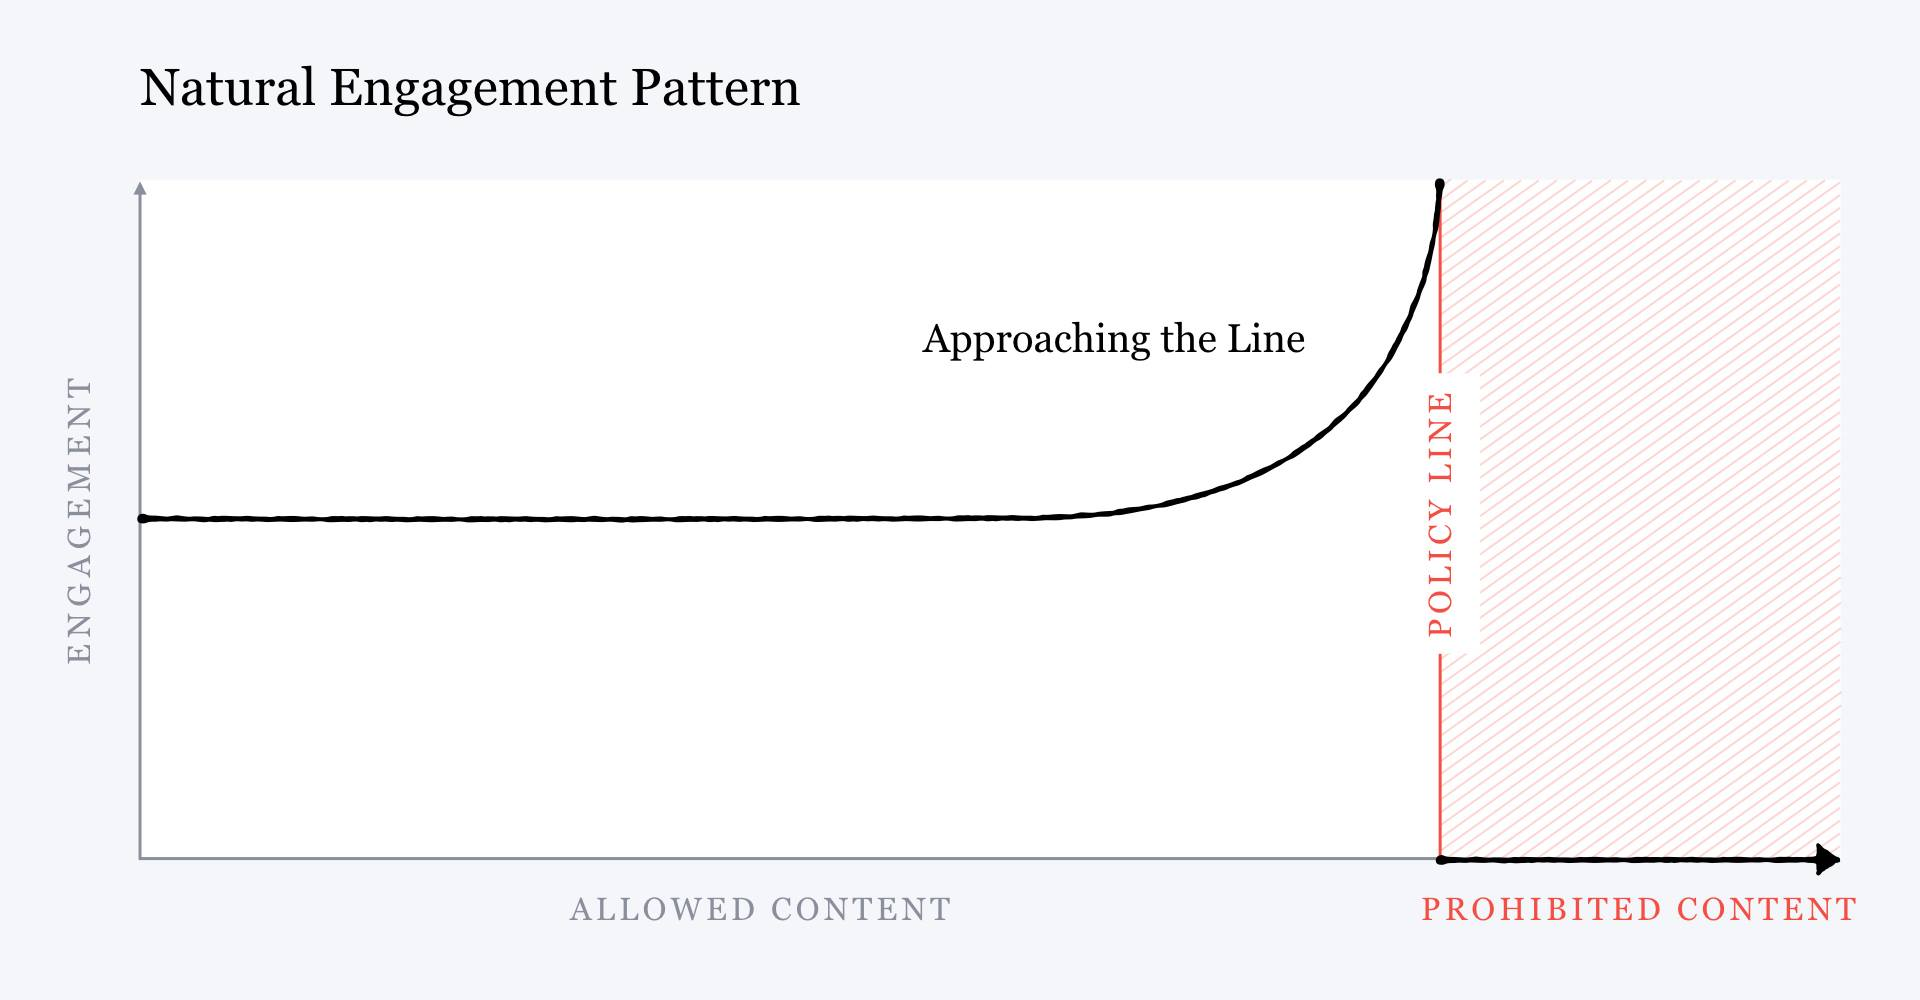 Natural Engagement Pattern
Approaching the Line
ENGAGEMENT
POLICY LINE
ALLOWED CONTENT
PROHIBITED CONTENT